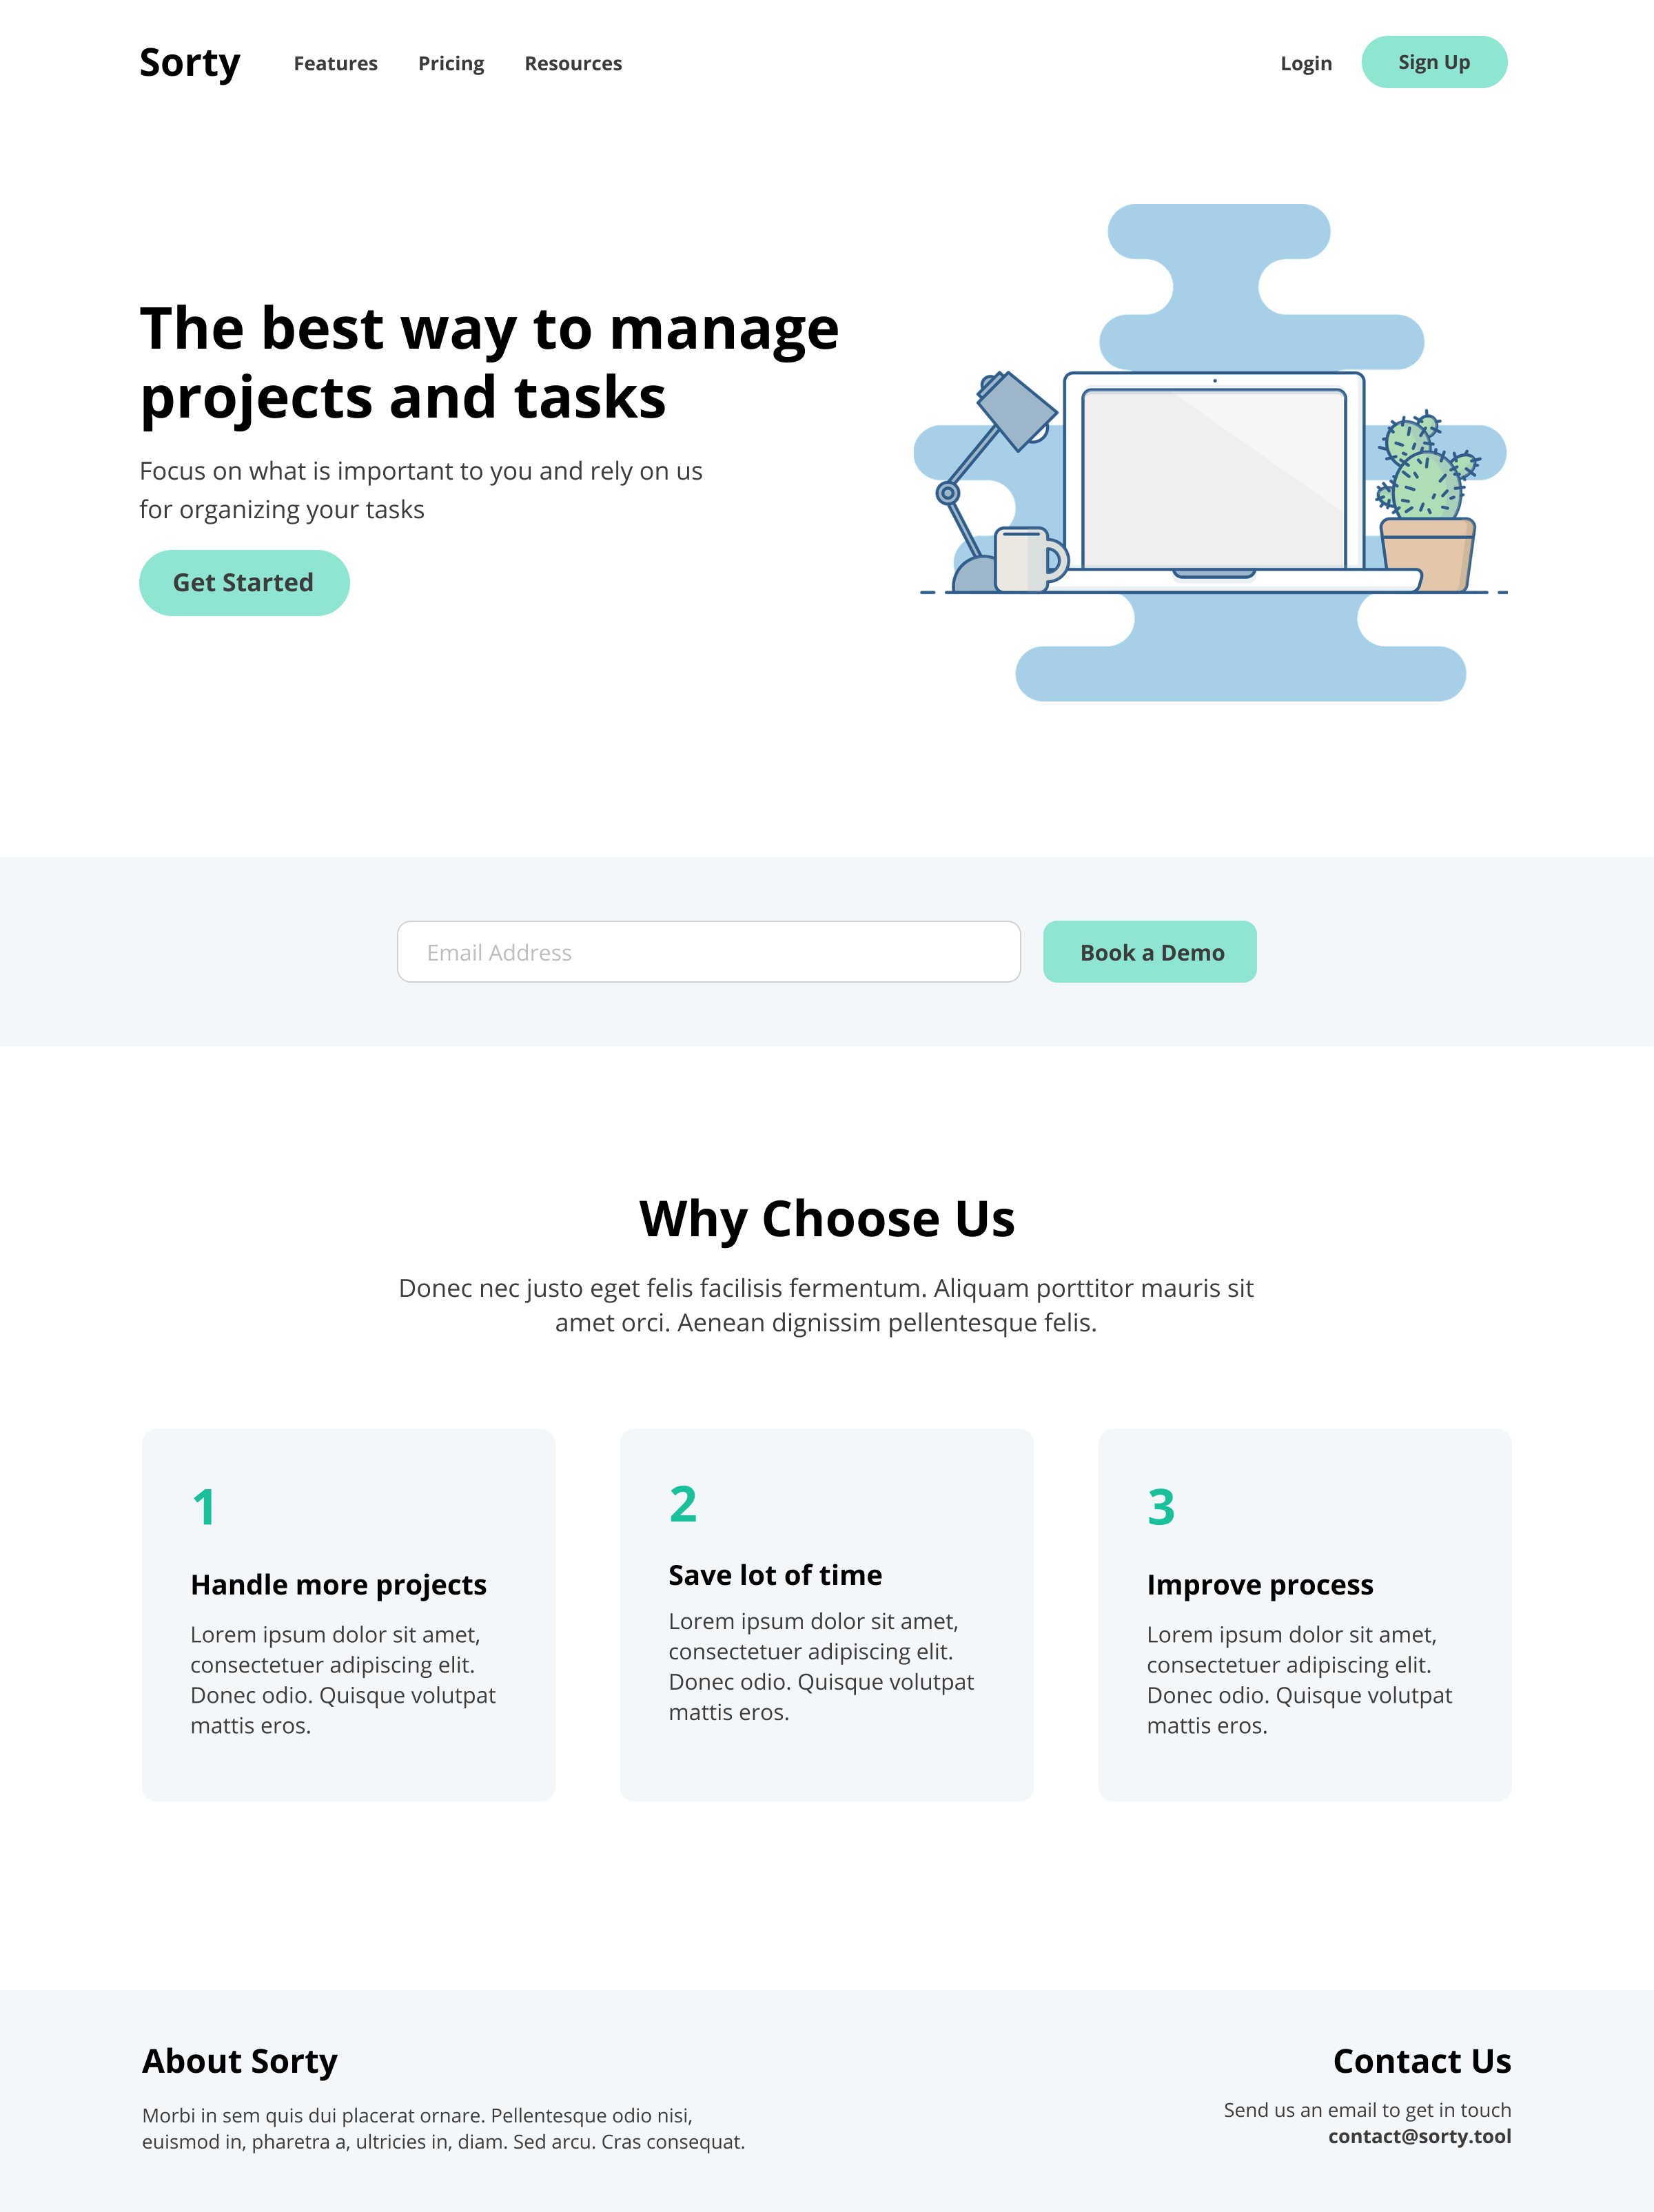 Sorty
Features
Pricing
Resources
Login
Sign Up
The best way to manage
projects and tasks
Focus on what is important to you and rely on us
for organizing your tasks
Get Started
Email Address
Book a Demo
Why Choose Us
Donec nec justo eget felis facilisis fermentum. Aliquam porttitor mauris sit
amet orci. Aenean dignissim pellentesque felis.
1
Handle more projects
Lorem ipsum dolor sit amet,
consectetuer adipiscing elit.
Donec odio. Quisque volutpat
mattis eros.
2
Save lot of time
Lorem ipsum dolor sit amet,
consectetuer adipiscing elit.
Donec odio. Quisque volutpat
mattis eros.
3
Improve process
Lorem ipsum dolor sit amet,
consectetuer adipiscing elit.
Donec odio. Quisque volutpat
mattis eros.
About Sorty
Morbi in sem quis dui placerat ornare. Pellentesque odio nisi,
euismod in, pharetra a, ultricies in, diam. Sed arcu. Cras consequat.
Contact Us
Send us an email to get in touch
contact@sorty.tool